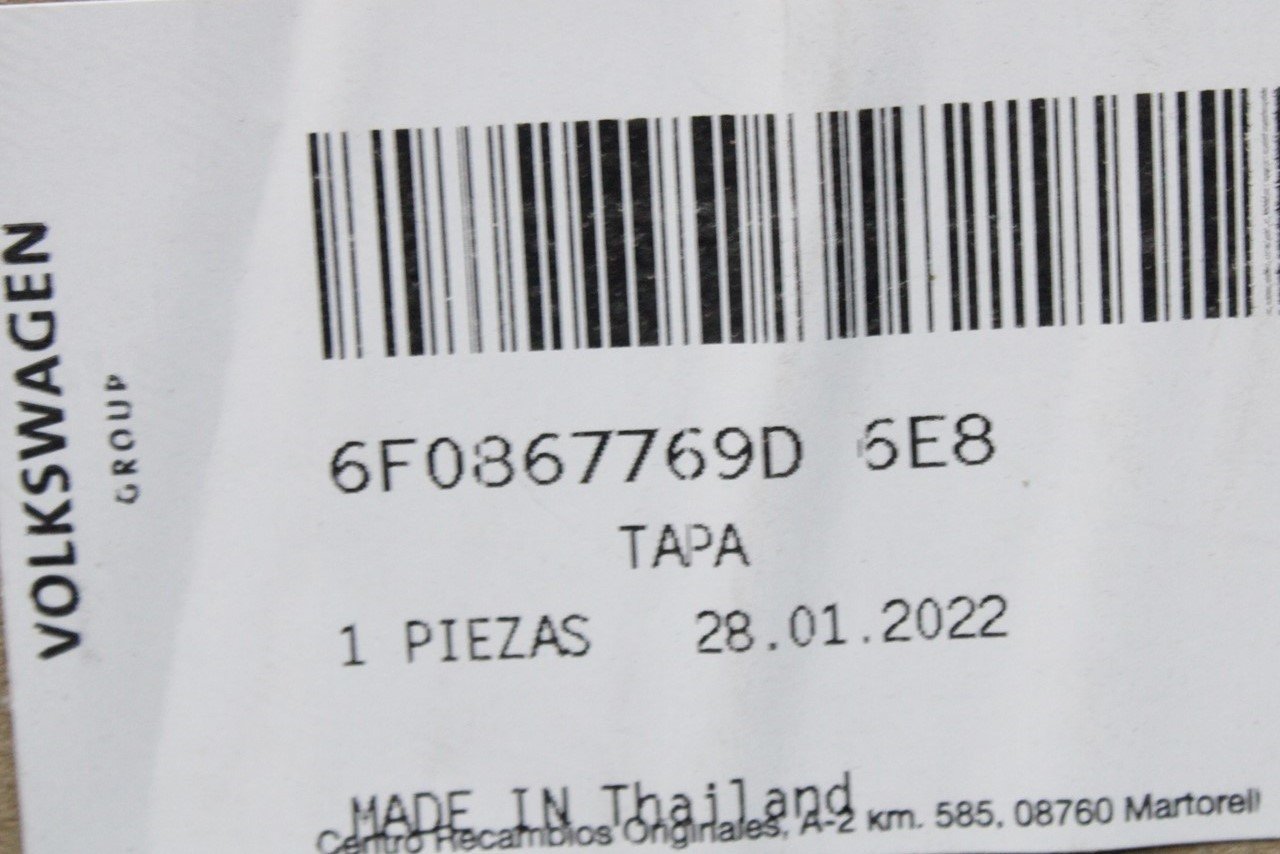 VOLKSWAGEN
GROUP
6F0867769D 6E8
TAPA
1 PIEZAS 28.01.2022
MADE IN Thailand
Centro Recambios Originales, A-2 km. 585, 08760 Martorell